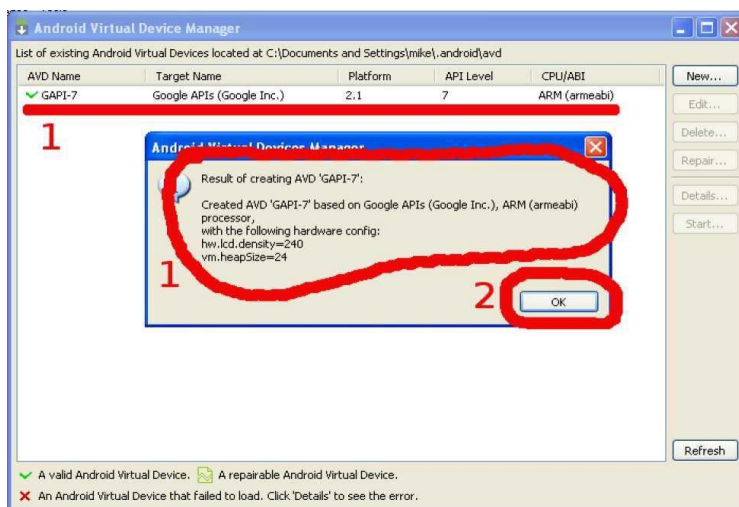 Android Virtual Device Manager
List of existing Android Virtual Devices located at C:\Documents and Settings\mike\.android\avd
AVD Name Target Name Platform API Level CPU/ABI
GAPI-7 Google APIs (Google Inc.) 2.1 7 ARM (armeabi)
New...
Edit...
Delete...
Repair...
Details...
Start...
Refresh
1
Android Virtual Devices Manager
Result of creating AVD 'GAPI-7':
Created AVD 'GAPI-7' based on Google APIs (Google Inc.), ARM (armeabi)
processor,
with the following hardware config:
hw.lcd.density=240
vm.heapSize=24
1
2
OK
A valid Android Virtual Device. A repairable Android Virtual Device.
An Android Virtual Device that failed to load. Click 'Details' to see the error.